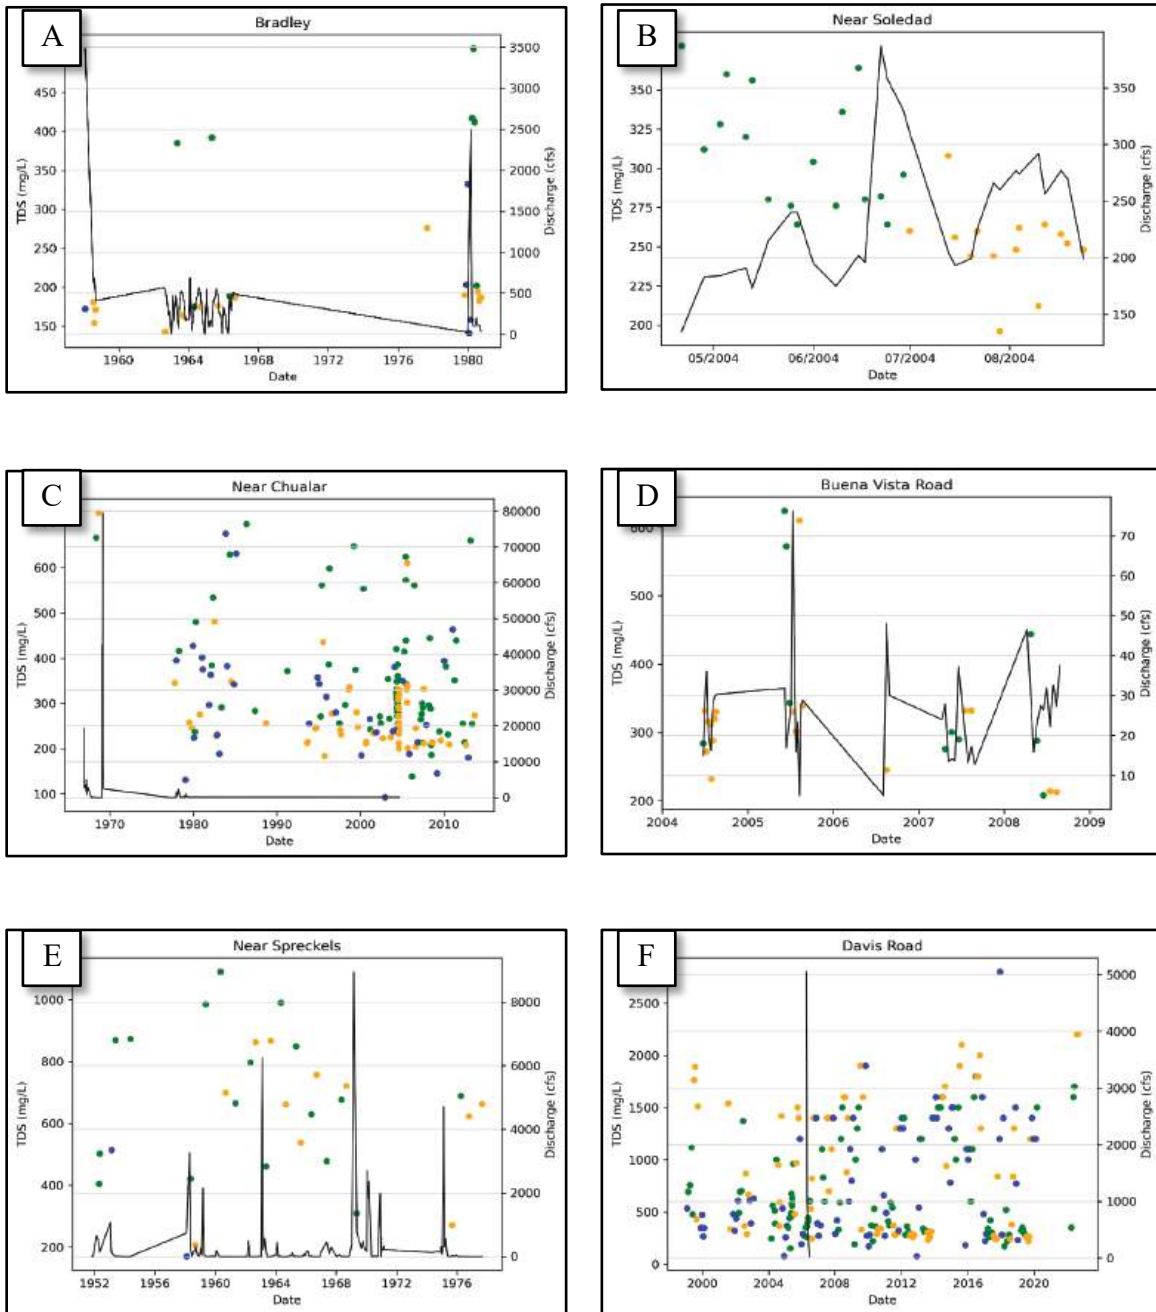 A
Bradley
450
400
350
300
250
200
150
TDS (mg/L)
3500
3000
2500
2000
1500
1000
500
0
Discharge (cfs)
1960 1964 1968 1972 1976 1980
Date
B
Near Soledad
350
325
300
275
250
225
200
TDS (mg/L)
350
300
250
200
150
Discharge (cfs)
05/2004 06/2004 07/2004 08/2004
Date
C
Near Chualar
600
500
400
300
200
100
TDS (mg/L)
80000
70000
60000
50000
40000
30000
20000
10000
0
Discharge (cfs)
1970 1980 1990 2000 2010
Date
D
Buena Vista Road
600
500
400
300
200
TDS (mg/L)
70
60
50
40
30
20
10
Discharge (cfs)
2004 2005 2006 2007 2008 2009
Date
E
Near Spreckels
1000
800
600
400
200
TDS (mg/L)
8000
6000
4000
2000
0
Discharge (cfs)
1952 1956 1960 1964 1968 1972 1976
Date
F
Davis Road
2500
2000
1500
1000
500
0
TDS (mg/L)
5000
4000
3000
2000
1000
0
Discharge (cfs)
2000 2004 2008 2012 2016 2020
Date